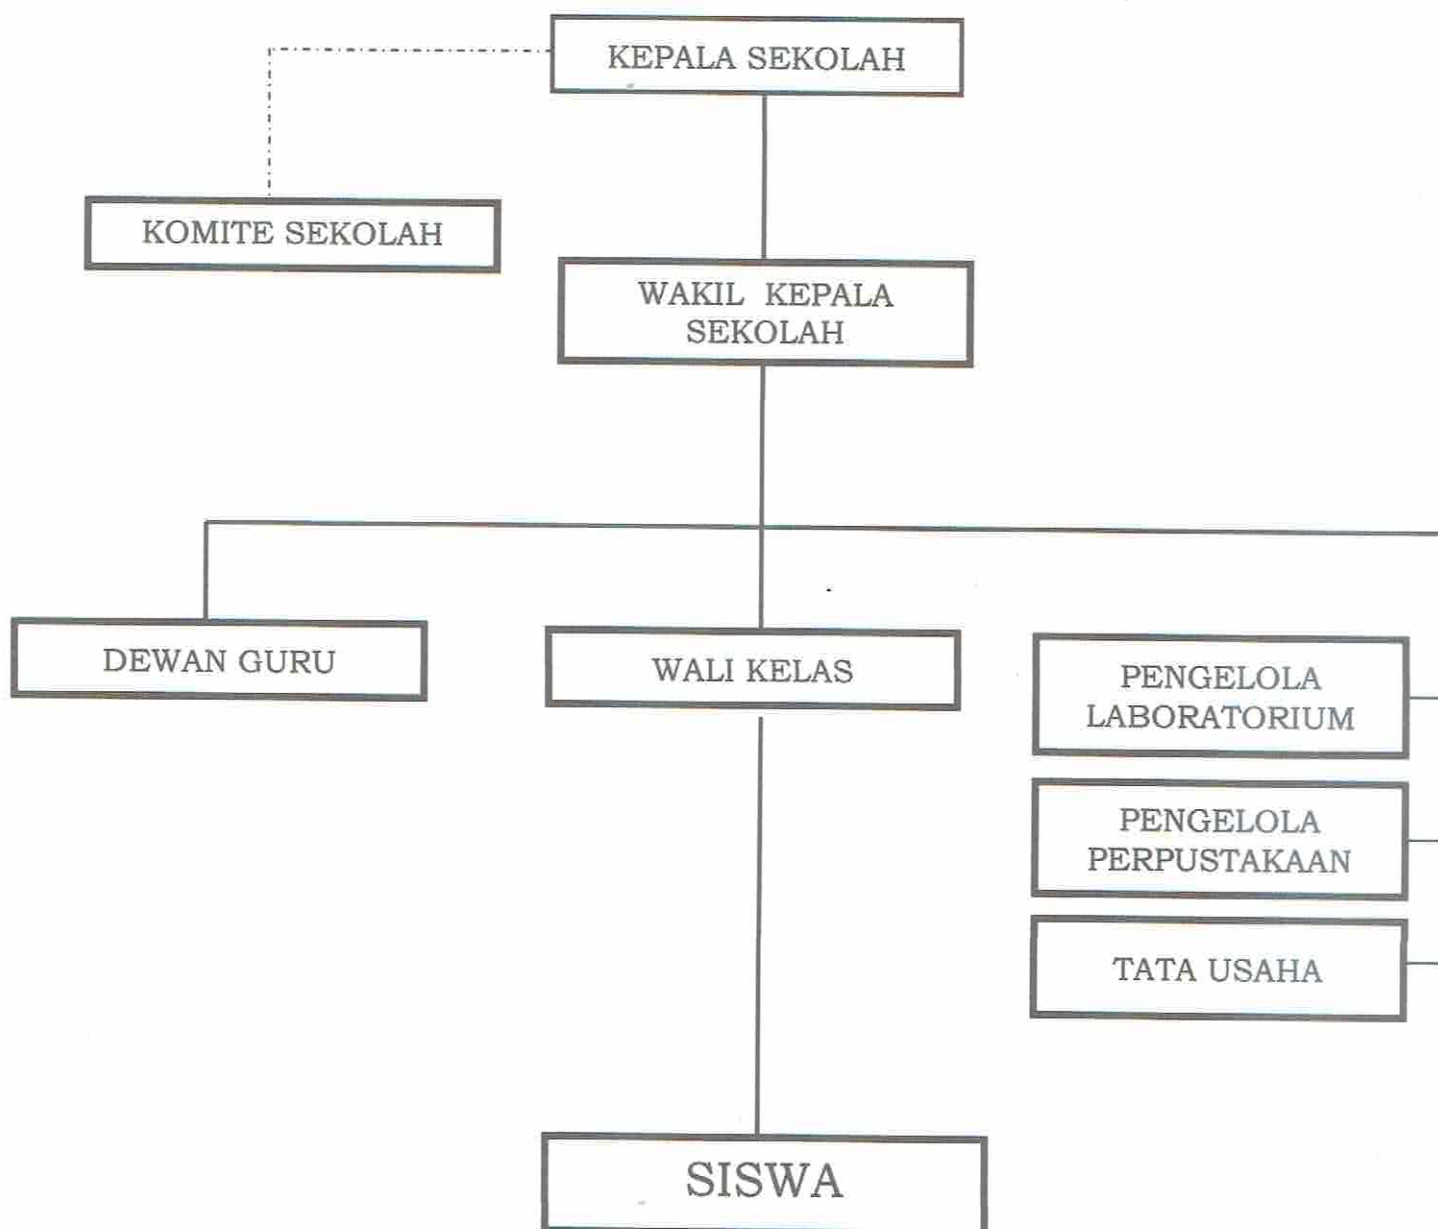 KEPALA SEKOLAH
KOMITE SEKOLAH
WAKIL KEPALA
SEKOLAH
DEWAN GURU
WALI KELAS
PENGELOLA
LABORATORIUM
PENGELOLA
PERPUSTAKAAN
TATA USAHA
SISWA